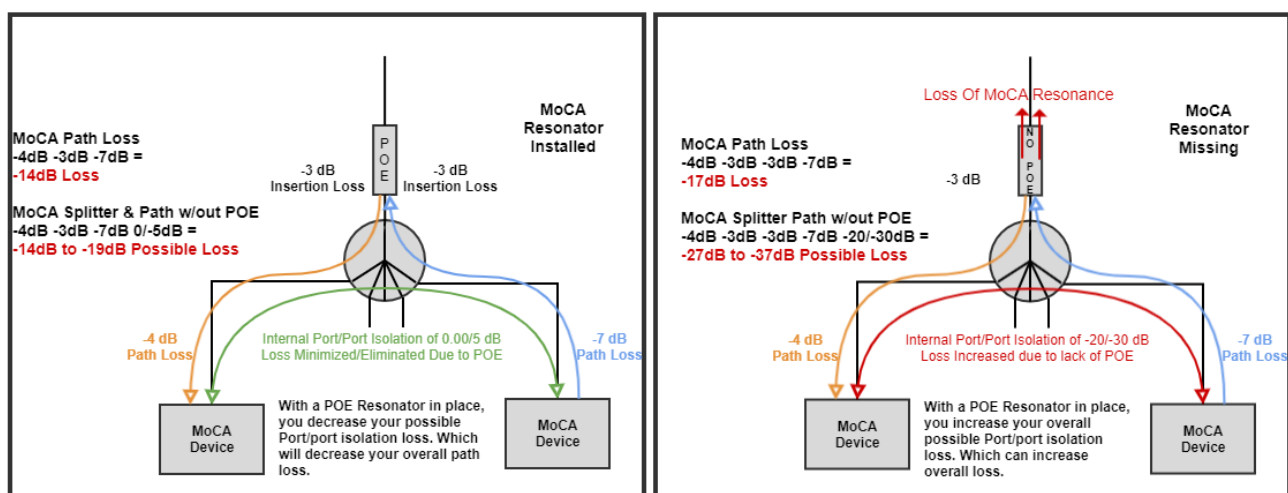 MoCA
Resonator
Installed
MoCA Path Loss
-4dB -3dB -7dB =
-14dB Loss
MoCA Splitter & Path w/out POE
-4dB -3dB -7dB 0/-5dB =
-14dB to -19dB Possible Loss
POE
-3 dB
Insertion Loss
-3 dB
Insertion Loss
-4 dB
Path Loss
Internal Port/Port Isolation of 0.00/5 dB
Loss Minimized/Eliminated Due to POE
-7 dB
Path Loss
MoCA
Device
With a POE Resonator in place,
you decrease your possible
Port/port isolation loss. Which
will decrease your overall path
loss.
MoCA
Device
Loss Of MoCA Resonance
MoCA
Resonator
Missing
MoCA Path Loss
-4dB -3dB -3dB -7dB =
-17dB Loss
MoCA Splitter Path w/out POE
-4dB -3dB -3dB -7dB -20/-30dB =
-27dB to -37dB Possible Loss
NO POE
-3 dB
-4 dB
Path Loss
Internal Port/Port Isolation of -20/-30 dB
Loss Increased due to lack of POE
-7 dB
Path Loss
MoCA
Device
With a POE Resonator in place,
you increase your overall
possible Port/port isolation
loss. Which can increase
overall loss.
MoCA
Device